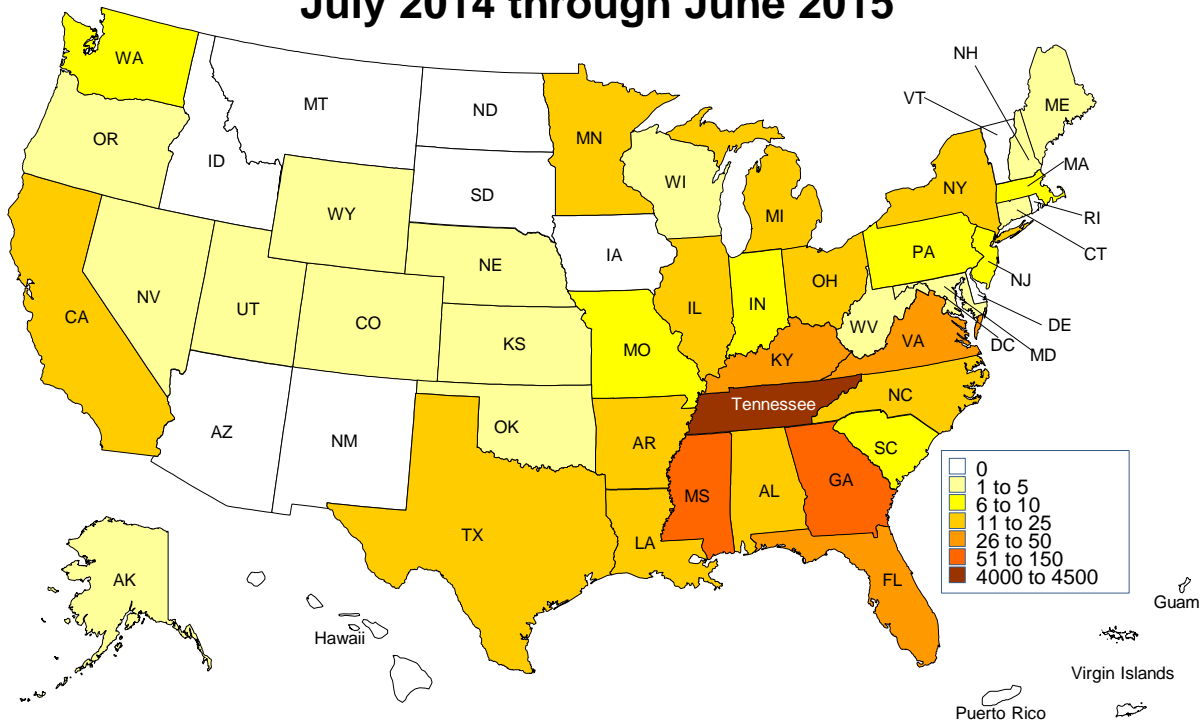 July 2014 through June 2015
WA
MT
ND
MN
NH
VT
ME
OR
ID
SD
WI
MI
NY
MA
WY
RI
IA
PA
CT
NE
NJ
NV
UT
CO
IL
IN
OH
CA
KS
MO
WV
VA
DE
DC
MD
KY
Tennessee
NC
AZ
NM
OK
AR
SC
MS
AL
GA
TX
LA
0
1 to 5
6 to 10
11 to 25
26 to 50
51 to 150
4000 to 4500
AK
FL
Guam
Hawaii
Virgin Islands
Puerto Rico